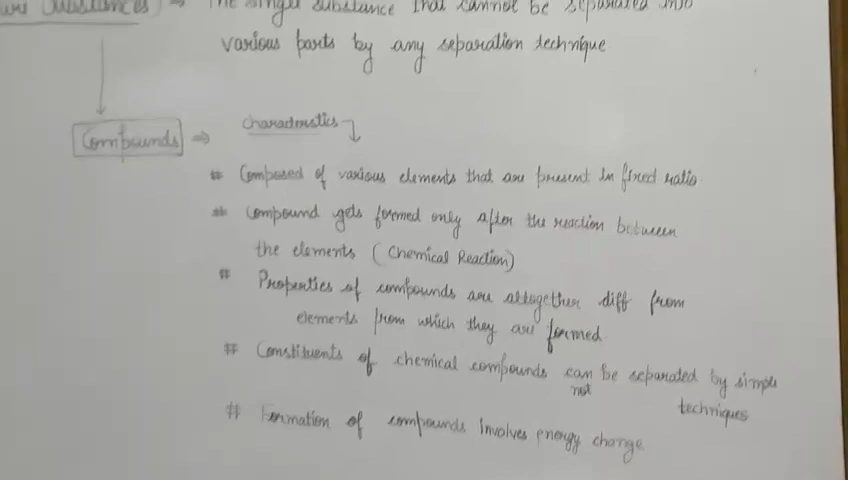 Substances) ⇒ The single substance that cannot be separated into
various parts by any separation technique
Compounds ⇒ Characteristics
# Composed of various elements that are present in fixed ratio.
# Compound gets formed only after the reaction between
the elements (Chemical Reaction)
# Properties of compounds are altogether diff from
elements from which they are formed
# Constituents of chemical compounds can be separated by simple
not techniques
# Formation of compounds involves energy change